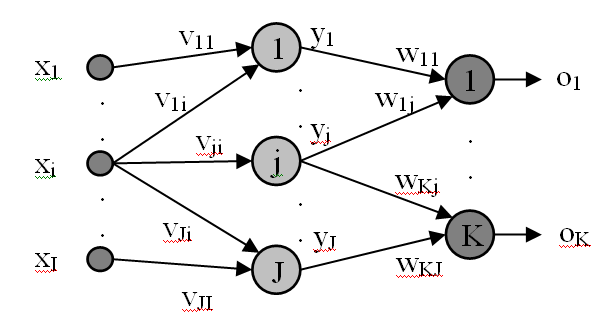 v11 1 y1
x1 w11 1 o1
v1i w1j
yj
xi vji j
wKj
vJi
yJ K oK
xI J wKJ
vJI